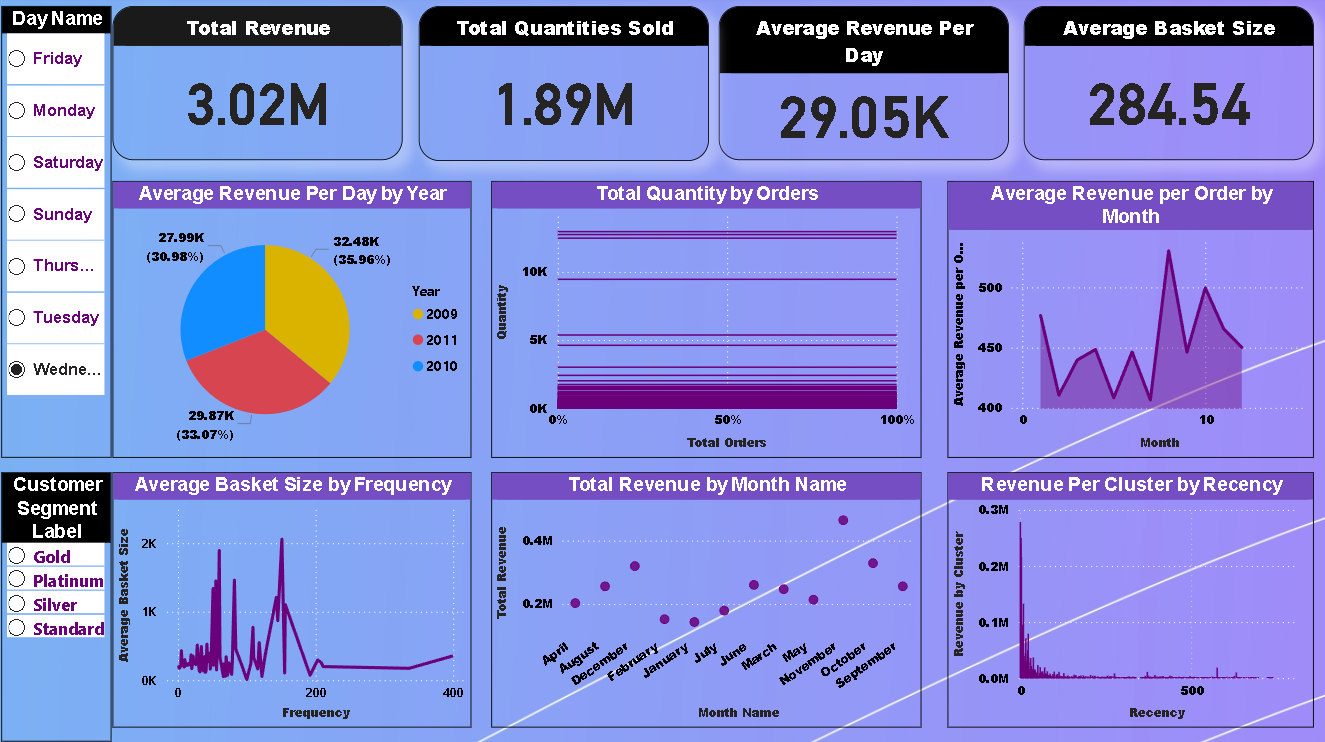 Day Name
Friday
Monday
Saturday
Sunday
Thurs...
Tuesday
Wedne...
Total Revenue
3.02M
Total Quantities Sold
1.89M
Average Revenue Per
Day
29.05K
Average Basket Size
284.54
Average Revenue Per Day by Year
27.99K
(30.98%)
32.48K
(35.96%)
29.87K
(33.07%)
Year
2009
2011
2010
Total Quantity by Orders
Quantity
10K
5K
0K
0%
50%
100%
Total Orders
Average Revenue per Order by
Month
Average Revenue per O...
500
450
400
0
10
Month
Customer
Segment
Label
Gold
Platinum
Silver
Standard
Average Basket Size by Frequency
Average Basket Size
2K
1K
0K
0
200
400
Frequency
Total Revenue by Month Name
Total Revenue
0.4M
0.2M
April
August
December
February
January
July
June
March
May
November
October
September
Month Name
Revenue Per Cluster by Recency
Revenue by Cluster
0.3M
0.2M
0.1M
0.0M
0
500
Recency